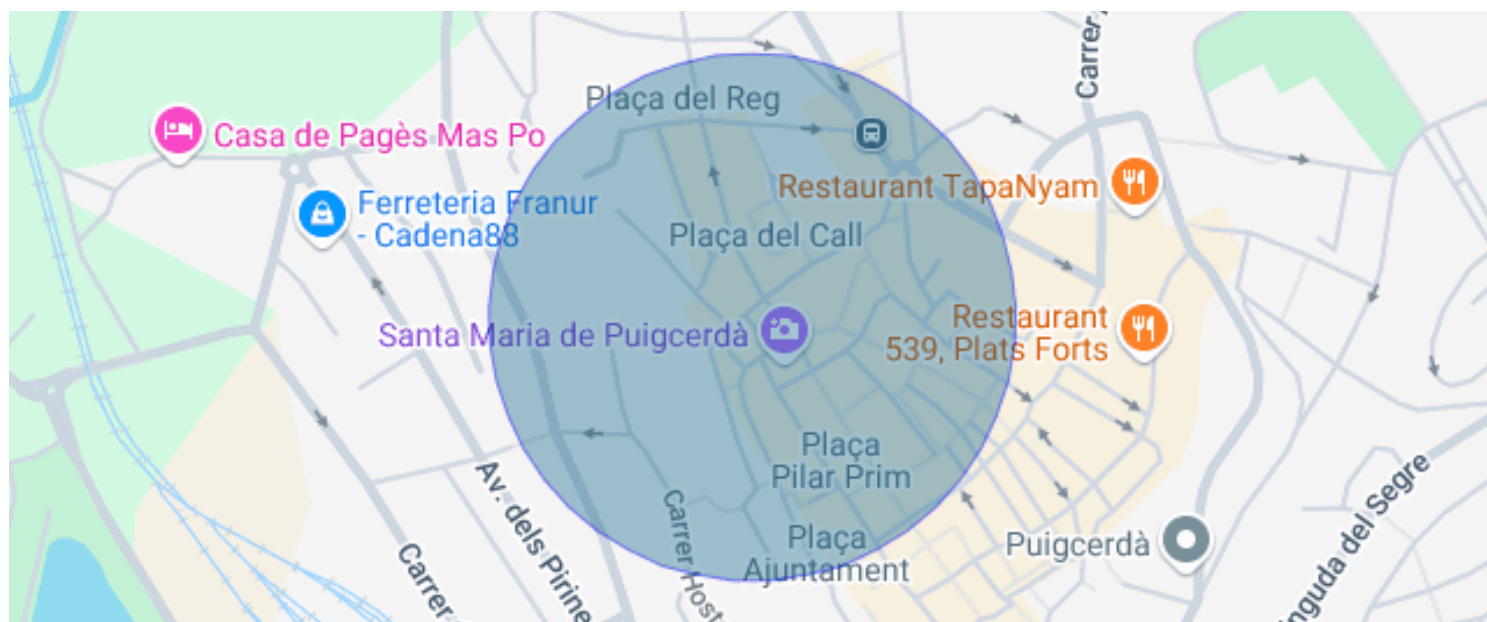 Carrer
Plaça del Reg
Casa de Pagès Mas Po
Restaurant TapaNyam
Ferreteria Franur
- Cadena88
Plaça del Call
Santa Maria de Puigcerdà
Restaurant
539, Plats Forts
Plaça
Pilar Prim
Av. dels Pirine
Carrer Host
Plaça
Ajuntament
Puigcerdà
Carrer
inguda del Segre